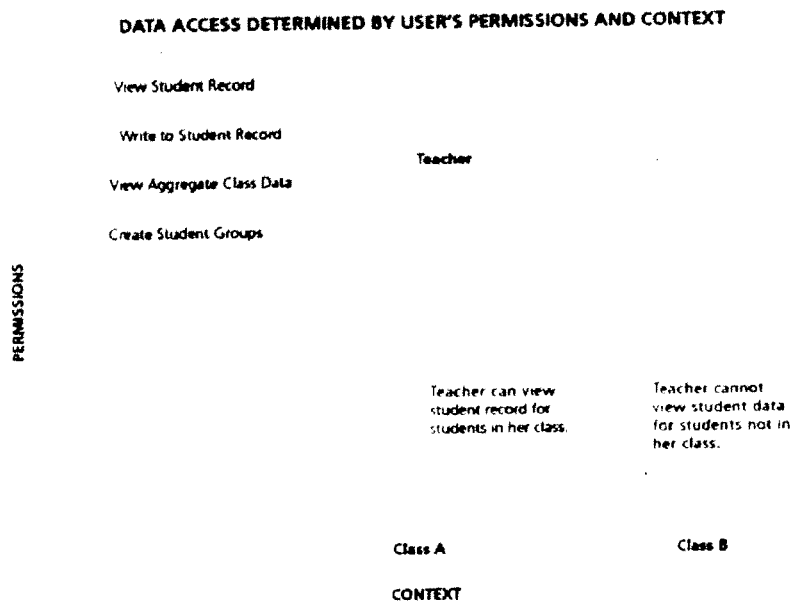 DATA ACCESS DETERMINED BY USER'S PERMISSIONS AND CONTEXT
View Student Record
Write to Student Record
Teacher
View Aggregate Class Data
Create Student Groups
PERMISSIONS
Teacher can view
student record for
students in her class.
Teacher cannot
view student data
for students not in
her class.
Class A
Class B
CONTEXT